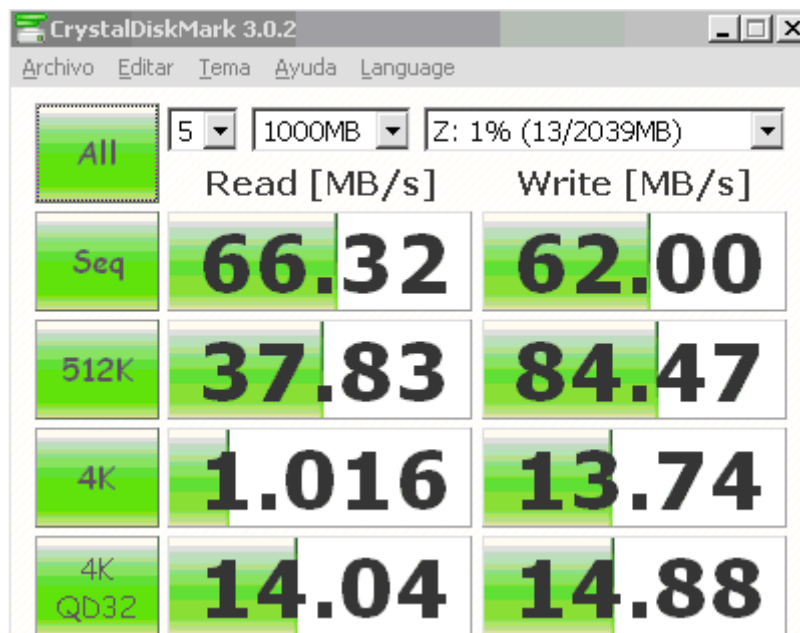 CrystalDiskMark 3.0.2
Archivo Editar Tema Ayuda Language
All 5 1000MB Z: 1% (13/2039MB)
Read [MB/s] Write [MB/s]
Seq 66.32 62.00
512K 37.83 84.47
4K 1.016 13.74
4K QD32 14.04 14.88